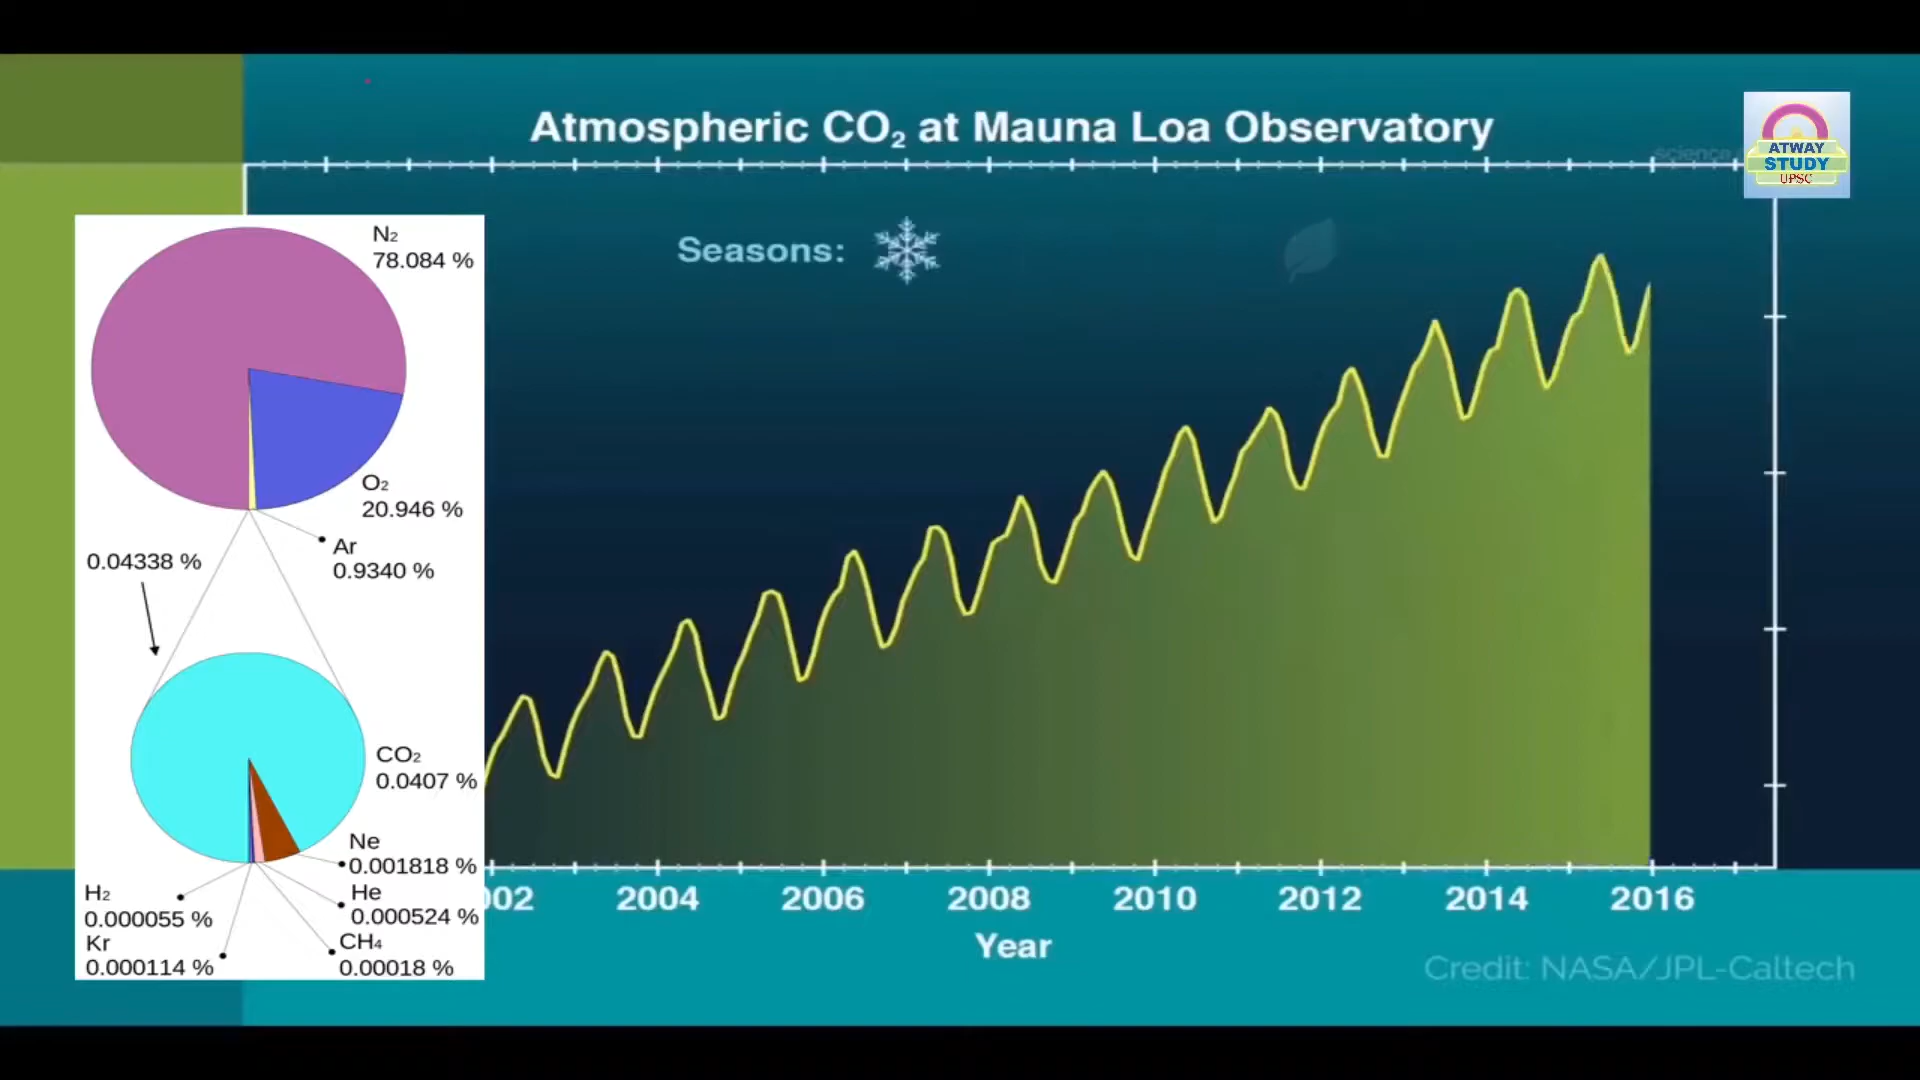 Atmospheric CO₂ at Mauna Loa Observatory
science
ATWAY
STUDY
UPSC
Seasons:
N₂
78.084 %
O₂
20.946 %
Ar
0.9340 %
0.04338 %
CO₂
0.0407 %
Ne
0.001818 %
He
0.000524 %
CH₄
0.00018 %
H₂
0.000055 %
Kr
0.000114 %
002 2004 2006 2008 2010 2012 2014 2016
Year
Credit: NASA/JPL-Caltech